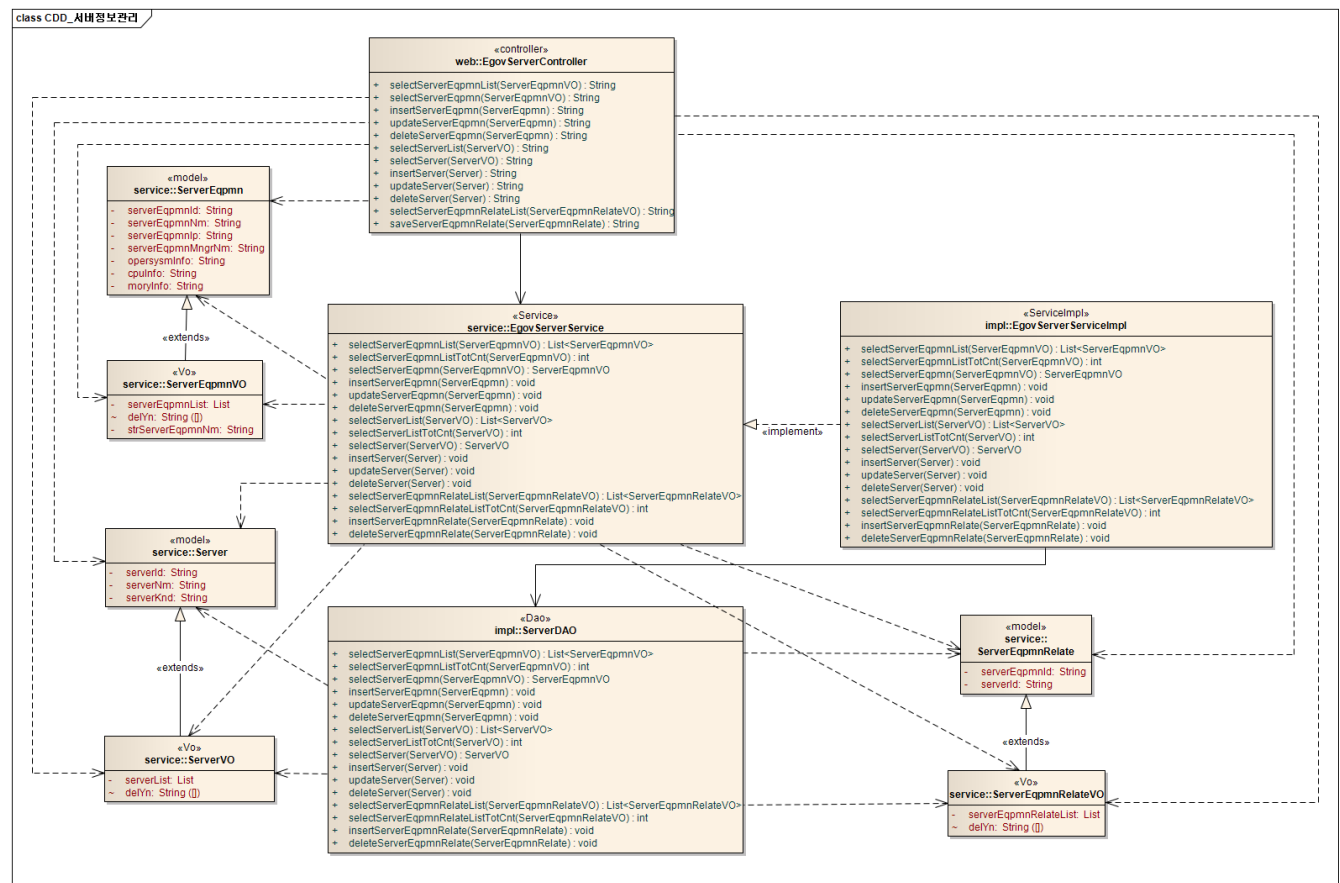 class CDD_서버정보관리
«controller»
web::EgovServerController
+ selectServerEqpmnList(ServerEqpmnVO) : String
+ selectServerEqpmn(ServerEqpmnVO) : String
+ insertServerEqpmn(ServerEqpmn) : String
+ updateServerEqpmn(ServerEqpmn) : String
+ deleteServerEqpmn(ServerEqpmn) : String
+ selectServerList(ServerVO) : String
+ selectServer(ServerVO) : String
+ insertServer(Server) : String
+ updateServer(Server) : String
+ deleteServer(Server) : String
+ selectServerEqpmnRelateList(ServerEqpmnRelateVO) : String
+ saveServerEqpmnRelate(ServerEqpmnRelate) : String
«model»
service::ServerEqpmn
- serverEqpmnId: String
- serverEqpmnNm: String
- serverEqpmnIp: String
- serverEqpmnMngrNm: String
- opersysmInfo: String
- cpuInfo: String
- moryInfo: String
«extends»
«Vo»
service::ServerEqpmnVO
- serverEqpmnList: List
~ delYn: String ([])
- strServerEqpmnNm: String
«Service»
service::EgovServerService
+ selectServerEqpmnList(ServerEqpmnVO) : List<ServerEqpmnVO>
+ selectServerEqpmnListTotCnt(ServerEqpmnVO) : int
+ selectServerEqpmn(ServerEqpmnVO) : ServerEqpmnVO
+ insertServerEqpmn(ServerEqpmn) : void
+ updateServerEqpmn(ServerEqpmn) : void
+ deleteServerEqpmn(ServerEqpmn) : void
+ selectServerList(ServerVO) : List<ServerVO>
+ selectServerListTotCnt(ServerVO) : int
+ selectServer(ServerVO) : ServerVO
+ insertServer(Server) : void
+ updateServer(Server) : void
+ deleteServer(Server) : void
+ selectServerEqpmnRelateList(ServerEqpmnRelateVO) : List<ServerEqpmnRelateVO>
+ selectServerEqpmnRelateListTotCnt(ServerEqpmnRelateVO) : int
+ insertServerEqpmnRelate(ServerEqpmnRelate) : void
+ deleteServerEqpmnRelate(ServerEqpmnRelate) : void
«implement»
«ServiceImpl»
impl::EgovServerServiceImpl
+ selectServerEqpmnList(ServerEqpmnVO) : List<ServerEqpmnVO>
+ selectServerEqpmnListTotCnt(ServerEqpmnVO) : int
+ selectServerEqpmn(ServerEqpmnVO) : ServerEqpmnVO
+ insertServerEqpmn(ServerEqpmn) : void
+ updateServerEqpmn(ServerEqpmn) : void
+ deleteServerEqpmn(ServerEqpmn) : void
+ selectServerList(ServerVO) : List<ServerVO>
+ selectServerListTotCnt(ServerVO) : int
+ selectServer(ServerVO) : ServerVO
+ insertServer(Server) : void
+ updateServer(Server) : void
+ deleteServer(Server) : void
+ selectServerEqpmnRelateList(ServerEqpmnRelateVO) : List<ServerEqpmnRelateVO>
+ selectServerEqpmnRelateListTotCnt(ServerEqpmnRelateVO) : int
+ insertServerEqpmnRelate(ServerEqpmnRelate) : void
+ deleteServerEqpmnRelate(ServerEqpmnRelate) : void
«model»
service::Server
- serverId: String
- serverNm: String
- serverKnd: String
«extends»
«Vo»
service::ServerVO
- serverList: List
~ delYn: String ([])
«Dao»
impl::ServerDAO
+ selectServerEqpmnList(ServerEqpmnVO) : List<ServerEqpmnVO>
+ selectServerEqpmnListTotCnt(ServerEqpmnVO) : int
+ selectServerEqpmn(ServerEqpmnVO) : ServerEqpmnVO
+ insertServerEqpmn(ServerEqpmn) : void
+ updateServerEqpmn(ServerEqpmn) : void
+ deleteServerEqpmn(ServerEqpmn) : void
+ selectServerList(ServerVO) : List<ServerVO>
+ selectServerListTotCnt(ServerVO) : int
+ selectServer(ServerVO) : ServerVO
+ insertServer(Server) : void
+ updateServer(Server) : void
+ deleteServer(Server) : void
+ selectServerEqpmnRelateList(ServerEqpmnRelateVO) : List<ServerEqpmnRelateVO>
+ selectServerEqpmnRelateListTotCnt(ServerEqpmnRelateVO) : int
+ insertServerEqpmnRelate(ServerEqpmnRelate) : void
+ deleteServerEqpmnRelate(ServerEqpmnRelate) : void
«model»
service::
ServerEqpmnRelate
- serverEqpmnId: String
- serverId: String
«extends»
«Vo»
service::ServerEqpmnRelateVO
- serverEqpmnRelateList: List
~ delYn: String ([])